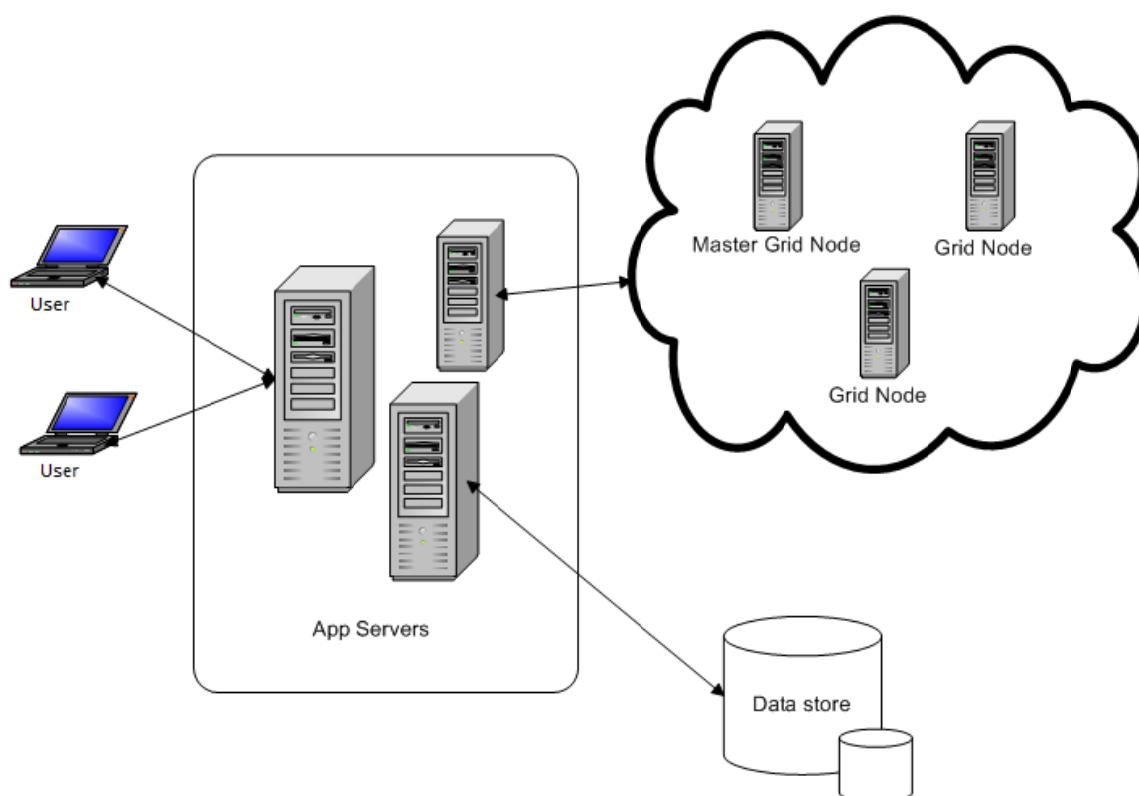 User
User
App Servers
Master Grid Node
Grid Node
Grid Node
Data store